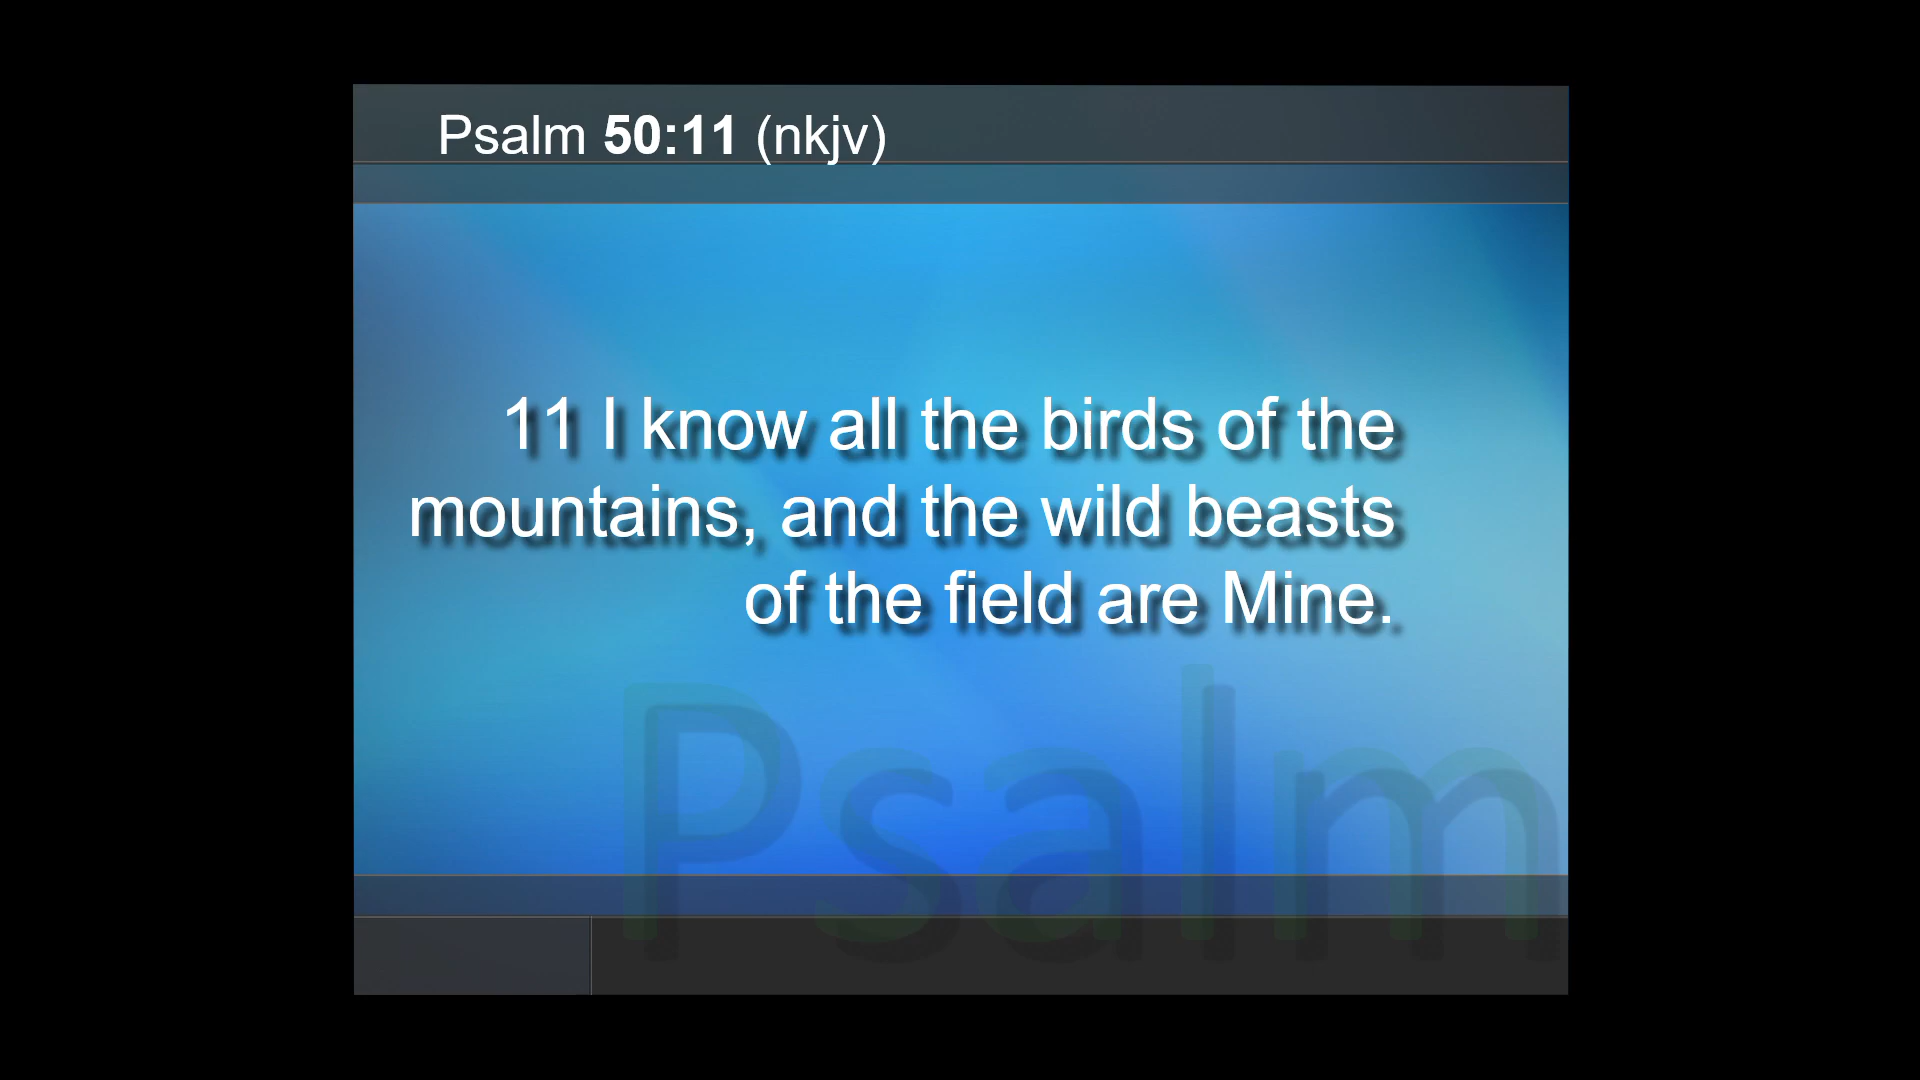 Psalm 50:11 (nkjv)
11 I know all the birds of the
mountains, and the wild beasts
of the field are Mine.
Psalm